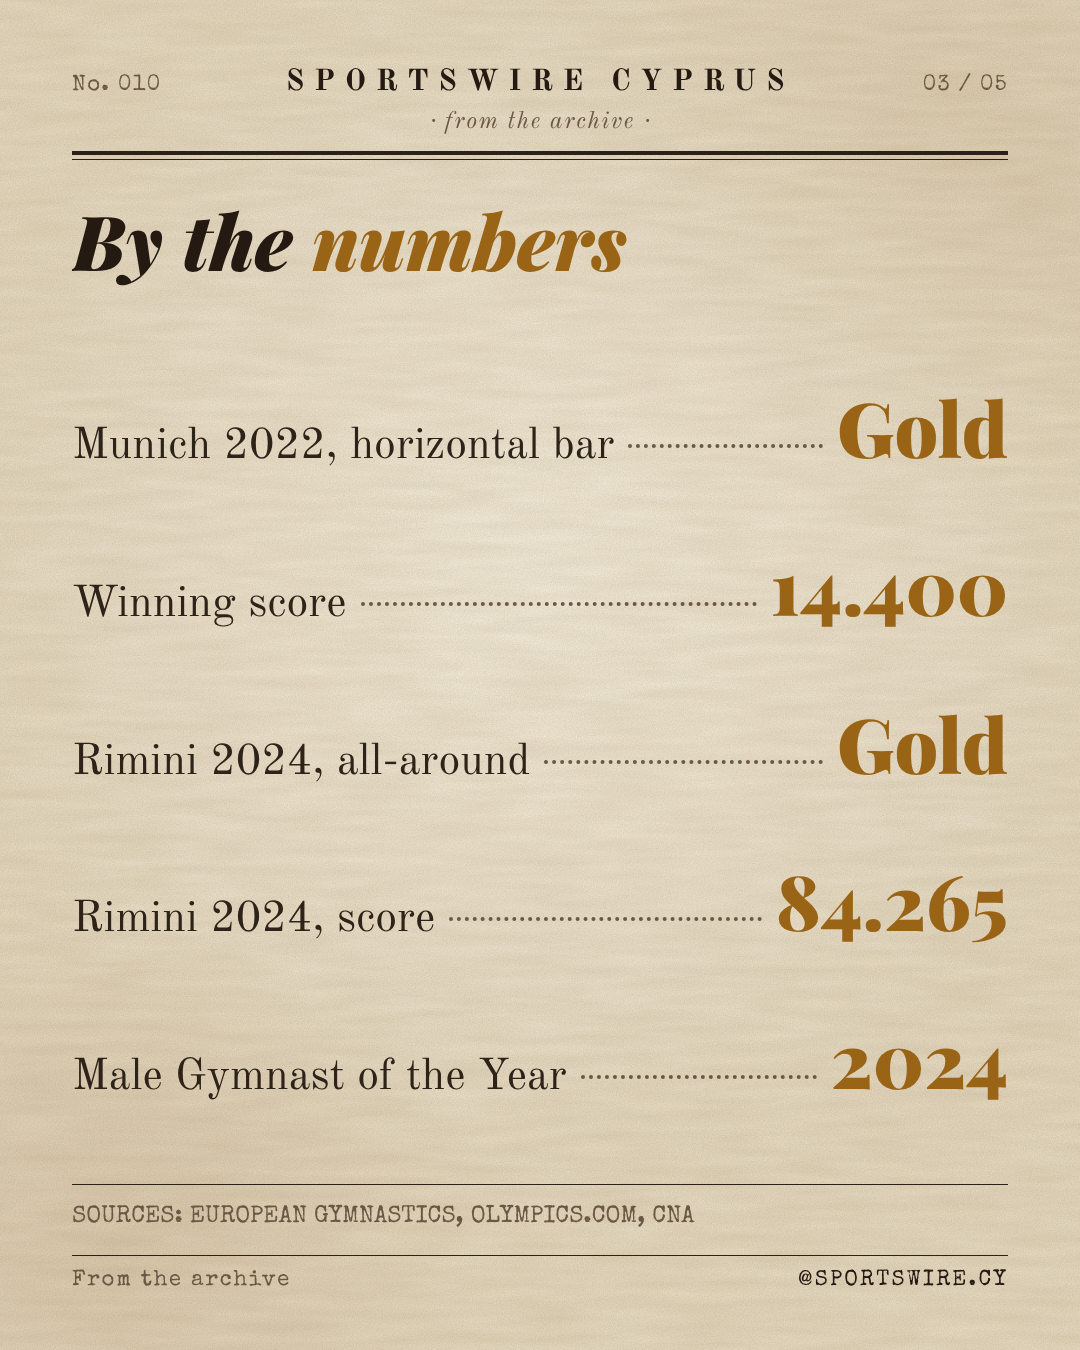 No. 010
SPORTSWIRE CYPRUS
03 / 05
· from the archive ·
By the numbers
Munich 2022, horizontal bar Gold
Winning score 14.400
Rimini 2024, all-around Gold
Rimini 2024, score 84.265
Male Gymnast of the Year 2024
SOURCES: EUROPEAN GYMNASTICS, OLYMPICS.COM, CNA
From the archive
@SPORTSWIRE.CY